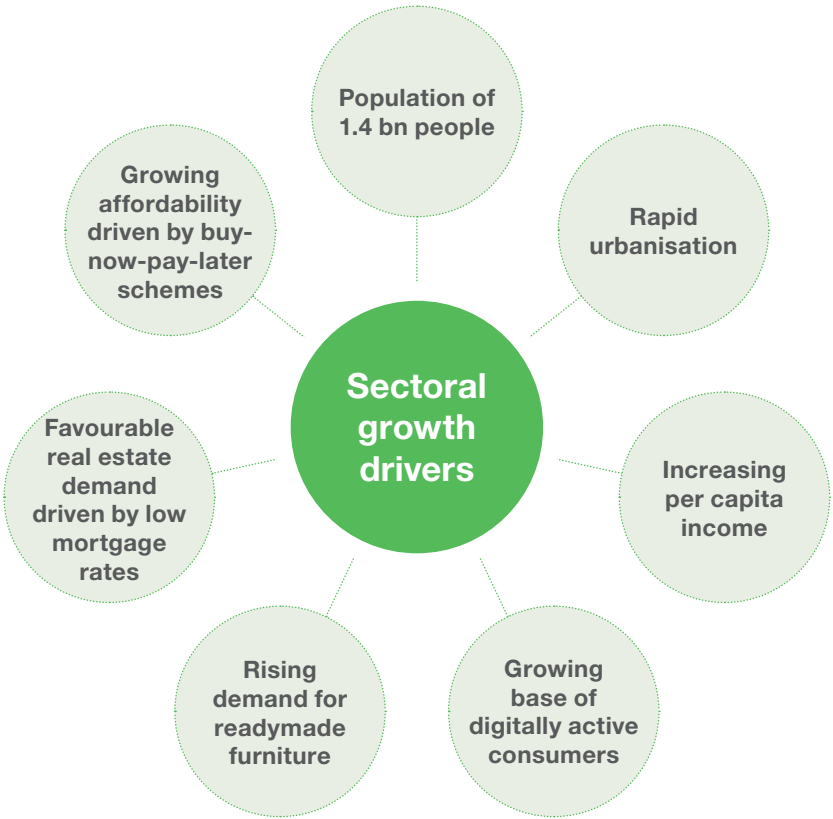 Population of
1.4 bn people
Rapid
urbanisation
Increasing
per capita
income
Growing
base of
digitally active
consumers
Rising
demand for
readymade
furniture
Favourable
real estate
demand
driven by low
mortgage
rates
Growing
affordability
driven by buy-
now-pay-later
schemes
Sectoral
growth
drivers